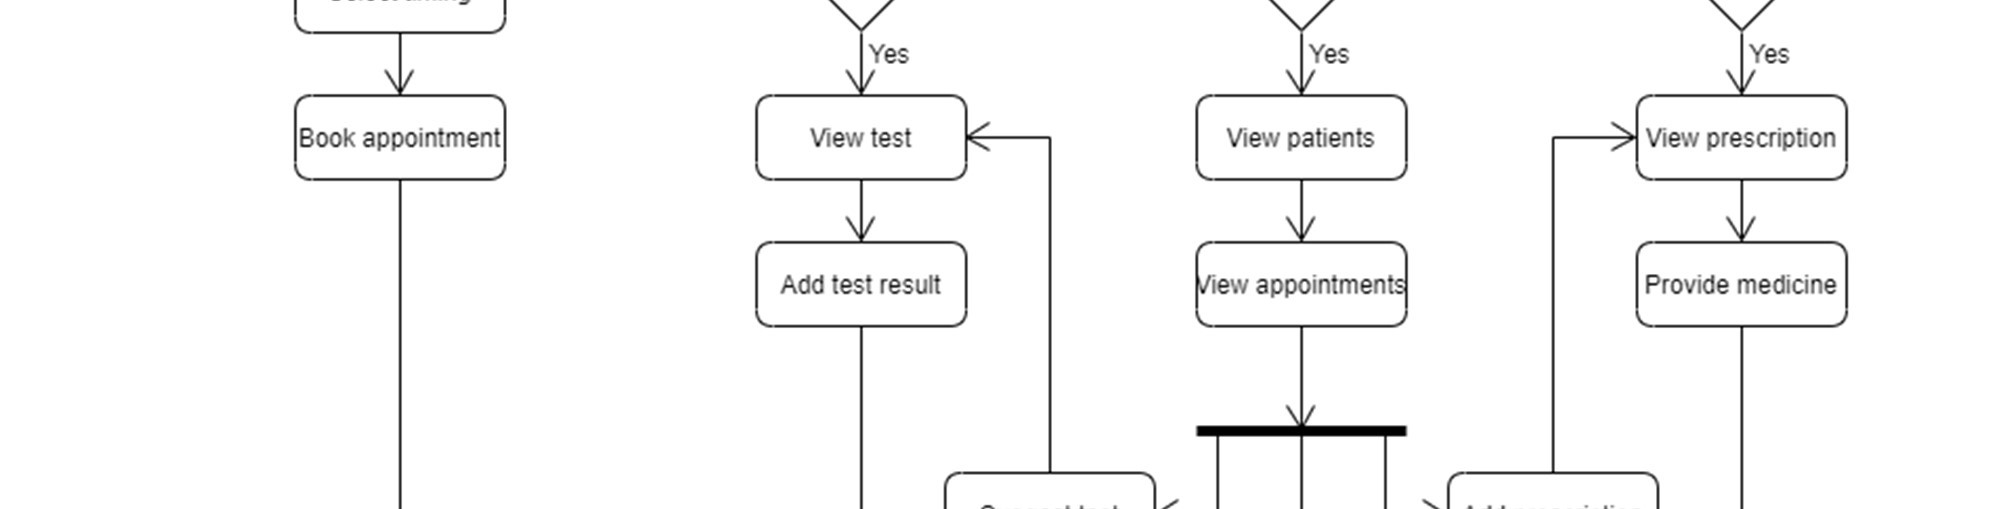 Yes
Yes
Yes
Book appointment
View test
View patients
View prescription
Add test result
View appointments
Provide medicine